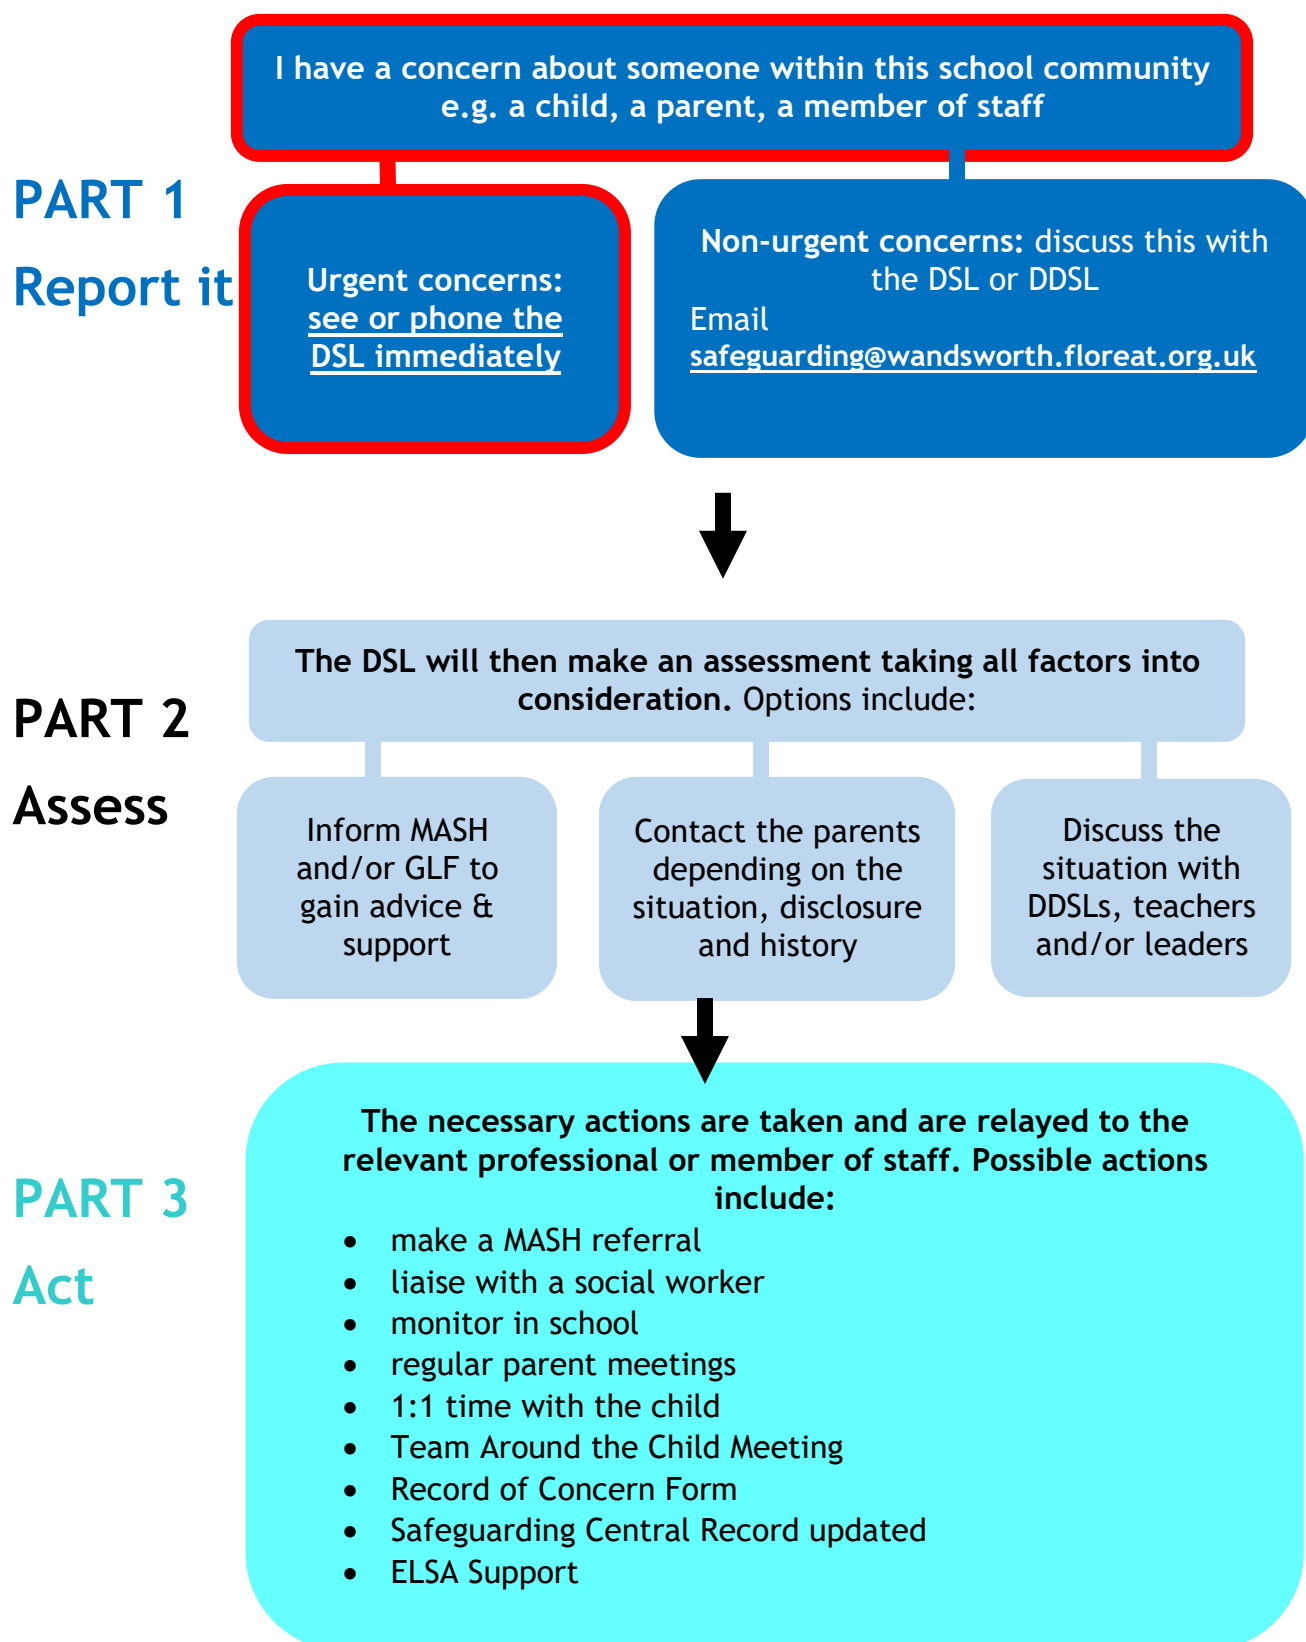 I have a concern about someone within this school community
e.g. a child, a parent, a member of staff
PART 1
Report it
Urgent concerns:
see or phone the
DSL immediately
Non-urgent concerns: discuss this with
the DSL or DDSL
Email
safeguarding@wandsworth.floreat.org.uk
PART 2
Assess
The DSL will then make an assessment taking all factors into
consideration. Options include:
Inform MASH
and/or GLF to
gain advice &
support
Contact the parents
depending on the
situation, disclosure
and history
Discuss the
situation with
DDSLs, teachers
and/or leaders
PART 3
Act
The necessary actions are taken and are relayed to the
relevant professional or member of staff. Possible actions
include:
• make a MASH referral
• liaise with a social worker
• monitor in school
• regular parent meetings
• 1:1 time with the child
• Team Around the Child Meeting
• Record of Concern Form
• Safeguarding Central Record updated
• ELSA Support